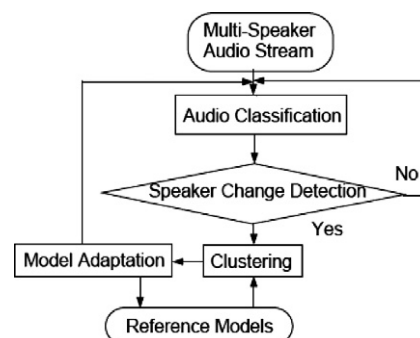 Multi-Speaker
Audio Stream
Audio Classification
Speaker Change Detection
No
Yes
Model Adaptation
Clustering
Reference Models